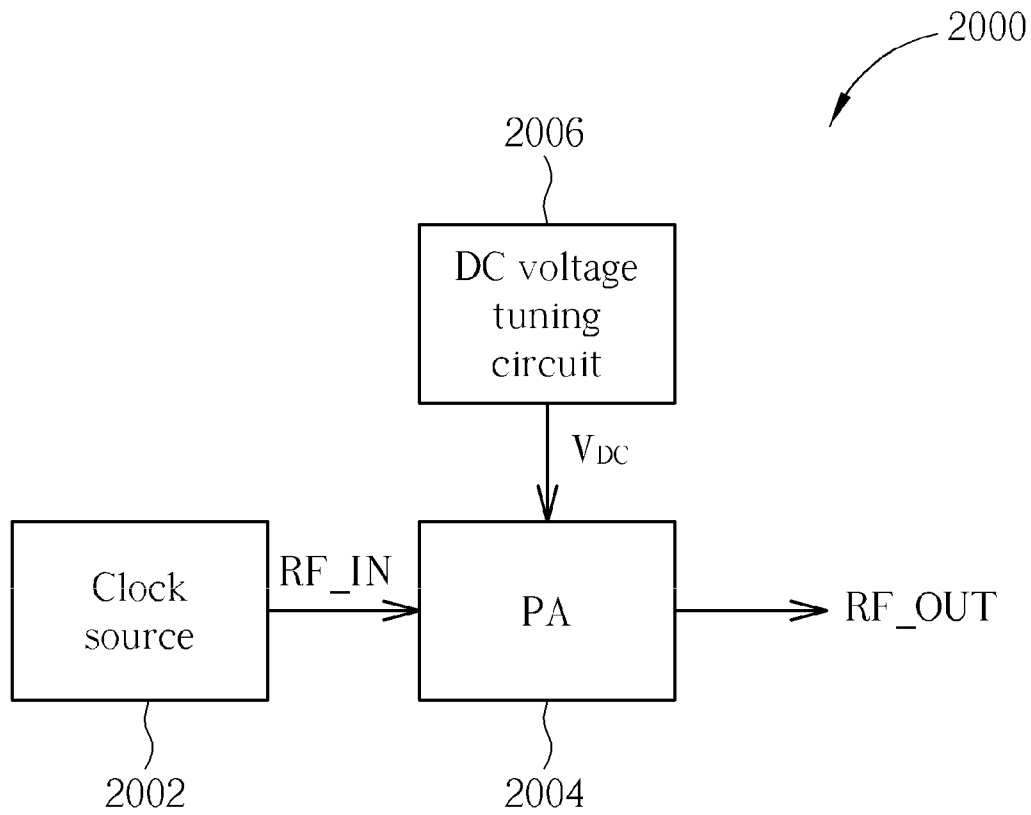 2000
2006
DC voltage
tuning
circuit
VDC
Clock
source
RF_IN
PA
RF_OUT
2002
2004